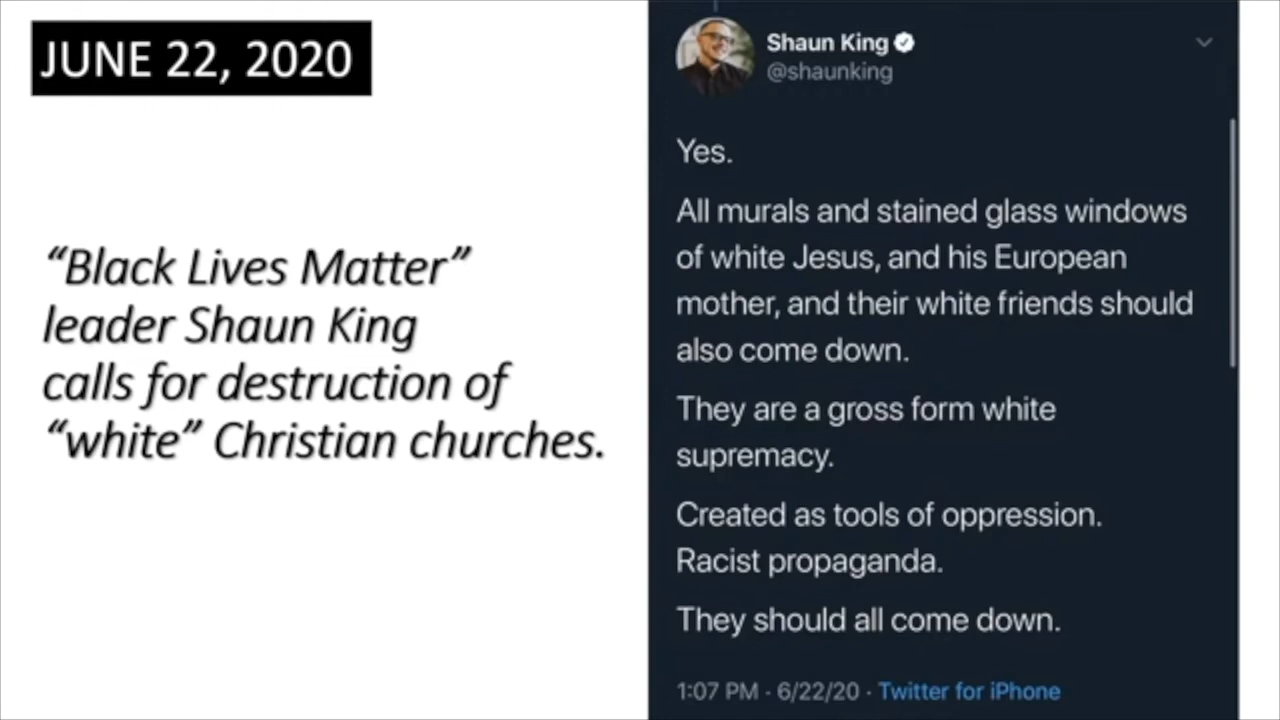 JUNE 22, 2020
“Black Lives Matter”
leader Shaun King
calls for destruction of
“white” Christian churches.
Shaun King
@shaunking
Yes.
All murals and stained glass windows
of white Jesus, and his European
mother, and their white friends should
also come down.
They are a gross form white
supremacy.
Created as tools of oppression.
Racist propaganda.
They should all come down.
1:07 PM · 6/22/20 · Twitter for iPhone